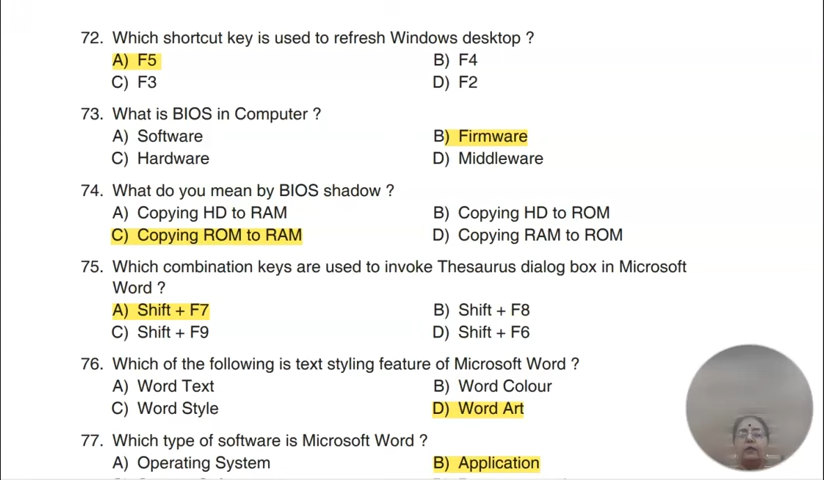 72. Which shortcut key is used to refresh Windows desktop ?
A) F5 B) F4
C) F3 D) F2
73. What is BIOS in Computer ?
A) Software B) Firmware
C) Hardware D) Middleware
74. What do you mean by BIOS shadow ?
A) Copying HD to RAM B) Copying HD to ROM
C) Copying ROM to RAM D) Copying RAM to ROM
75. Which combination keys are used to invoke Thesaurus dialog box in Microsoft
Word ?
A) Shift + F7 B) Shift + F8
C) Shift + F9 D) Shift + F6
76. Which of the following is text styling feature of Microsoft Word ?
A) Word Text B) Word Colour
C) Word Style D) Word Art
77. Which type of software is Microsoft Word ?
A) Operating System B) Application